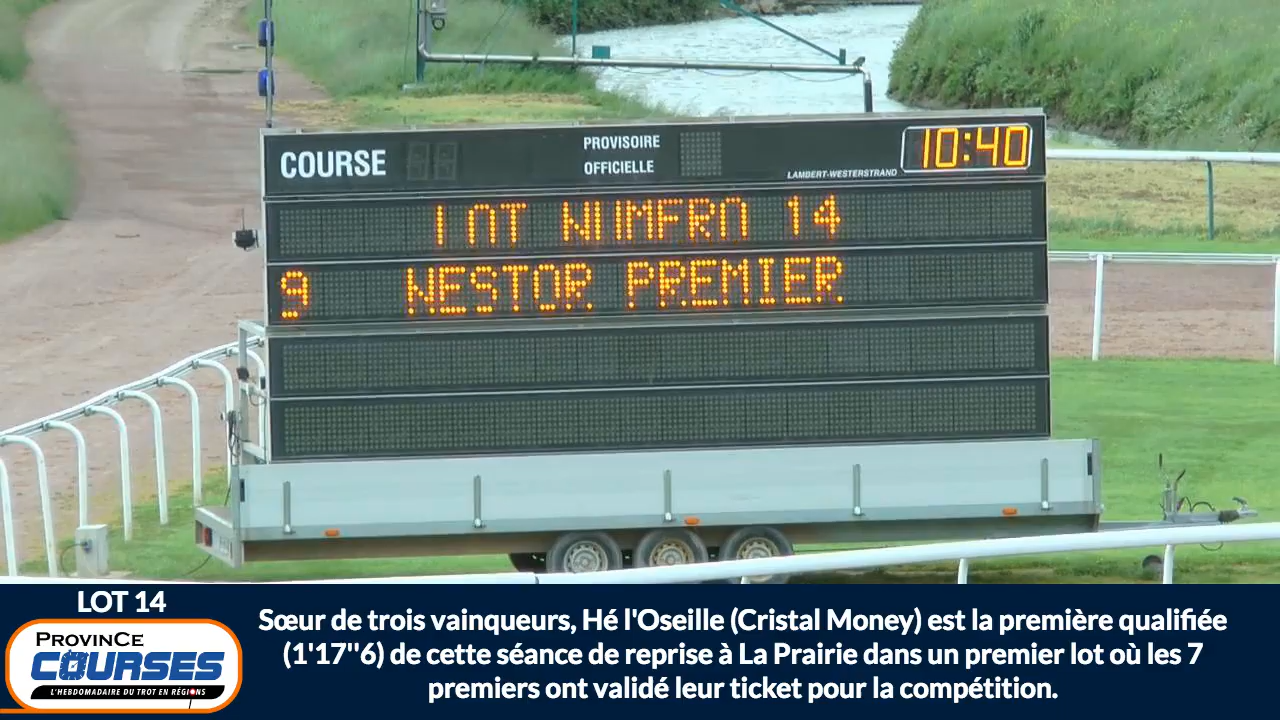 COURSE
PROVISOIRE
OFFICIELLE
10:40
LAMBERT-WESTERSTRAND
LOT NUMERO 14
9 NESTOR PREMIER
LOT 14
PROVINCE
COURSES
L'HEBDOMADAIRE DU TROT EN RÉGIONS
Sœur de trois vainqueurs, Hé l'Oseille (Cristal Money) est la première qualifiée
(1'17''6) de cette séance de reprise à La Prairie dans un premier lot où les 7
premiers ont validé leur ticket pour la compétition.